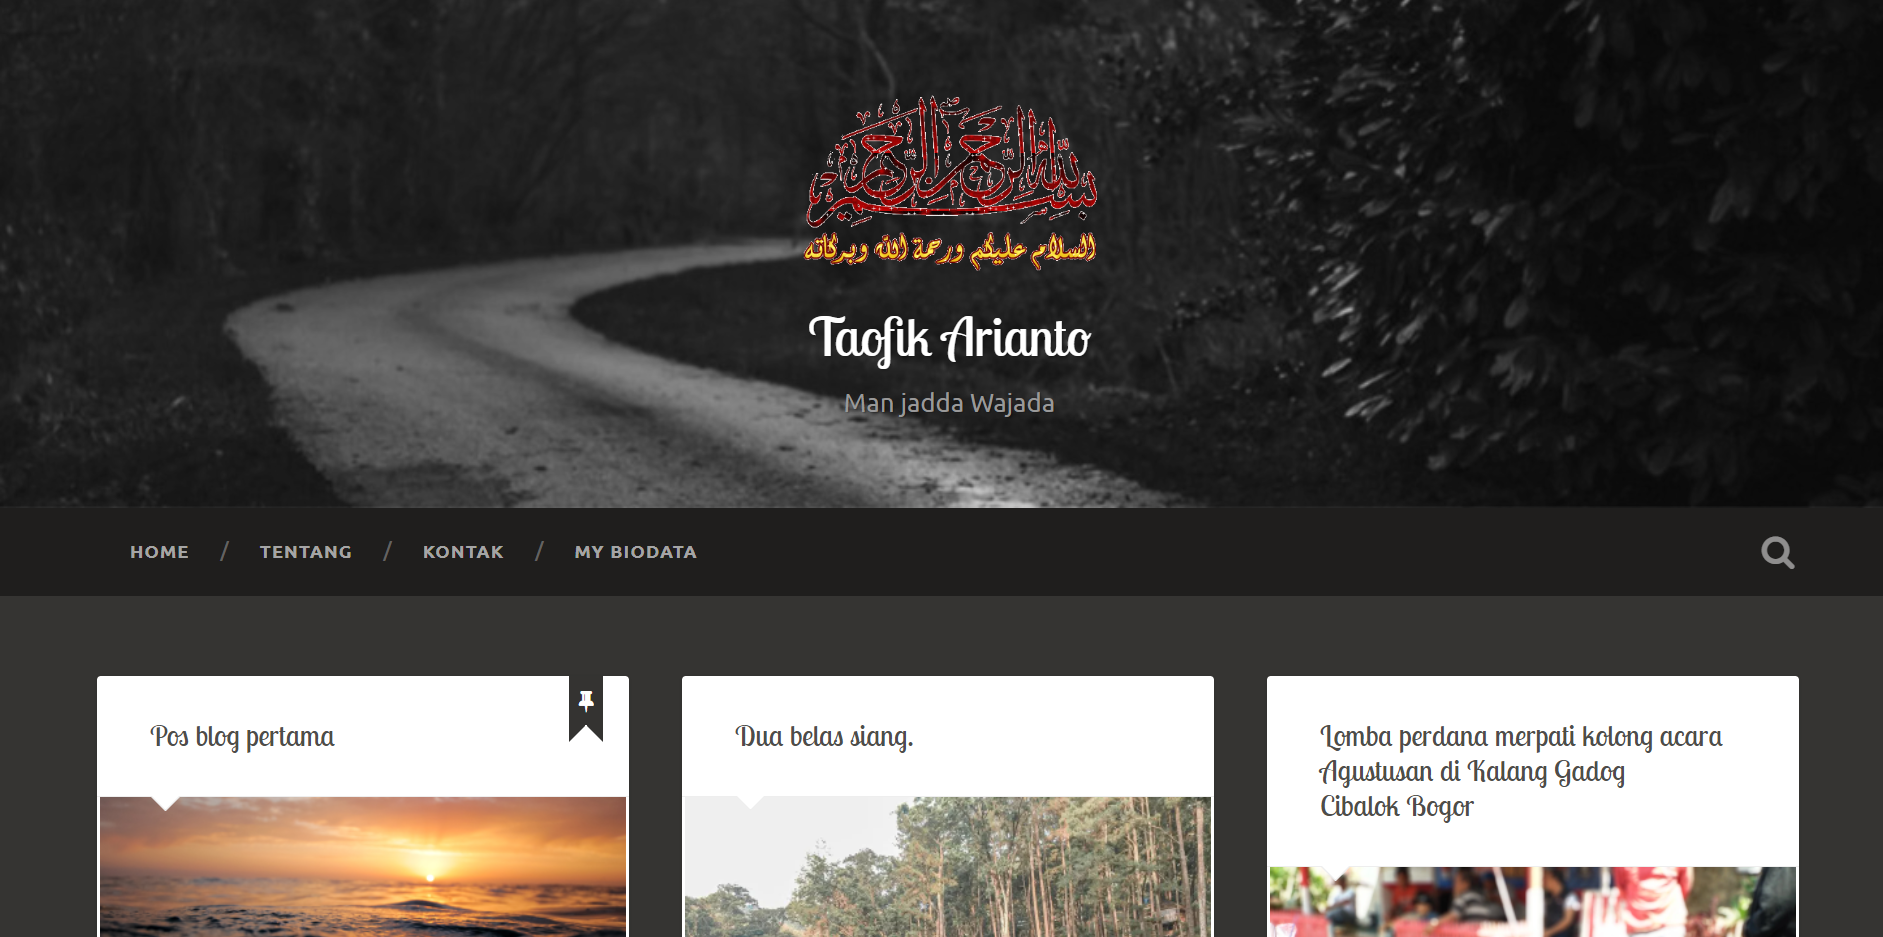 بسم الله الرحمن الرحيم
السلام عليكم ورحمة الله وبركاته
Taofik Arianto
Man jadda Wajada
HOME / TENTANG / KONTAK / MY BIODATA
Pos blog pertama
Dua belas siang.
Lomba perdana merpati kolong acara
Agustusan di Kalang Gadog
Cibalok Bogor